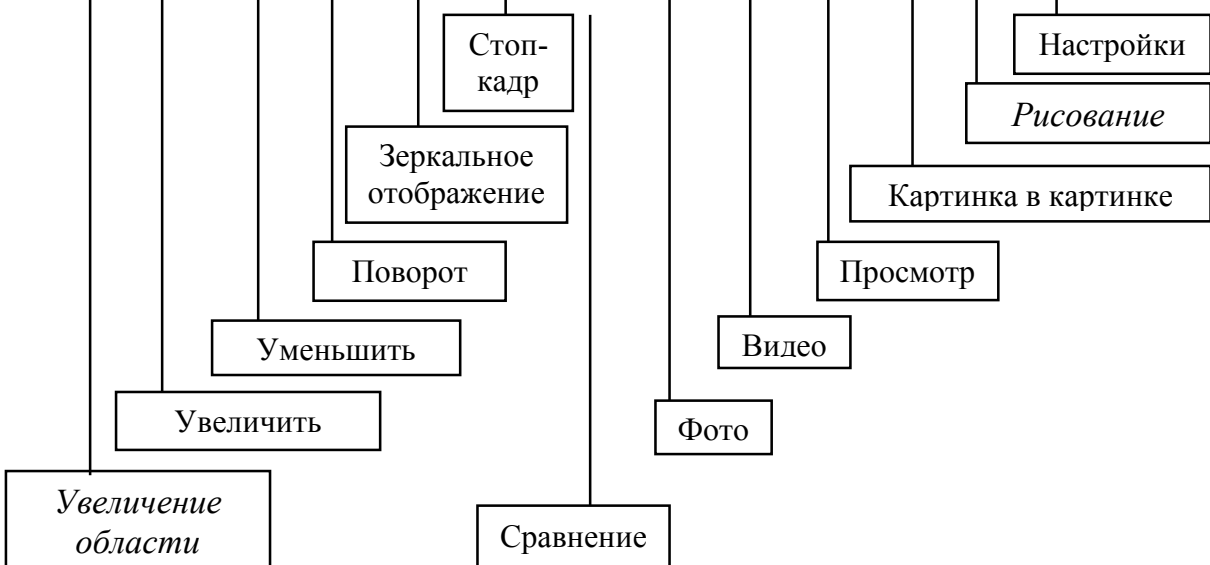 Стоп-
кадр
Настройки
Рисование
Зеркальное
отображение
Картинка в картинке
Поворот
Просмотр
Уменьшить
Видео
Увеличить
Фото
Увеличение
области
Сравнение